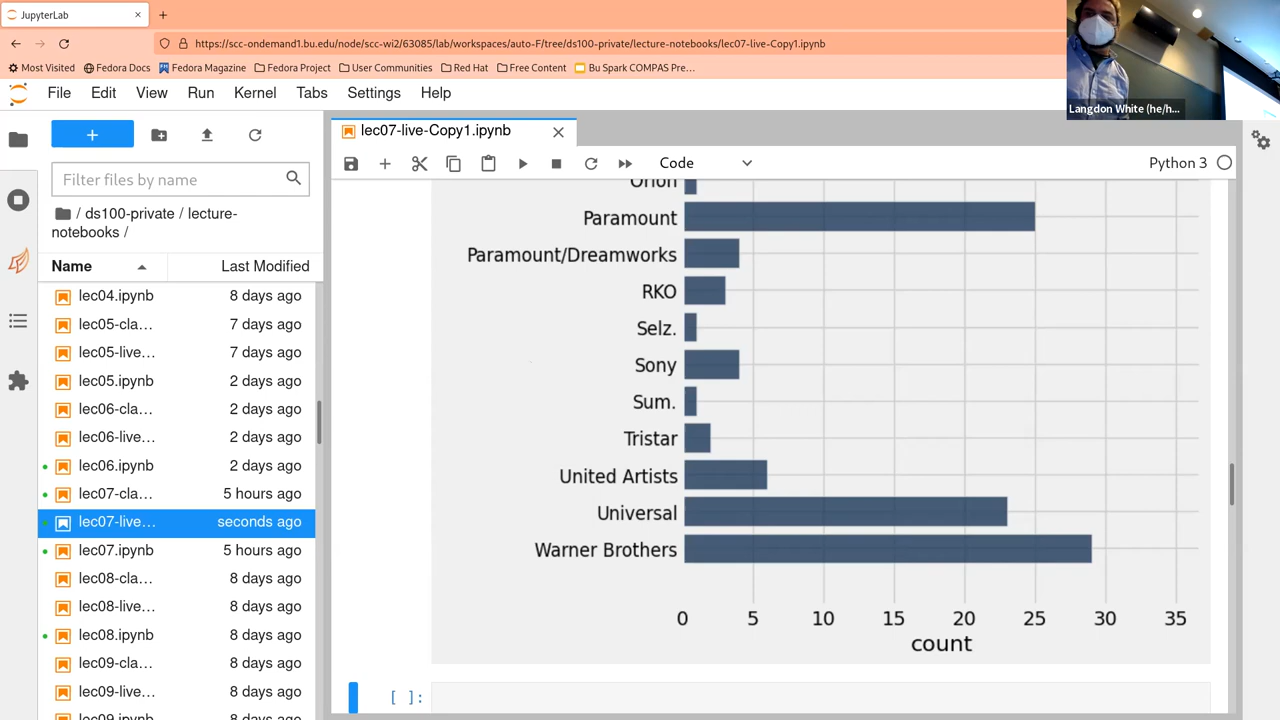 JupyterLab
https://scc-ondemand1.bu.edu/node/scc-wi2/63085/lab/workspaces/auto-F/tree/ds100-private/lecture-notebooks/lec07-live-Copy1.ipynb
Most Visited Fedora Docs Fedora Magazine Fedora Project User Communities Red Hat Free Content Bu Spark COMPAS Pre…
Langdon White (he/h...
File Edit View Run Kernel Tabs Settings Help
lec07-live-Copy1.ipynb
Code
Python 3
Filter files by name
/ ds100-private / lecture-
notebooks /
Name Last Modified
lec04.ipynb 8 days ago
lec05-cla… 7 days ago
lec05-live… 7 days ago
lec05.ipynb 2 days ago
lec06-cla… 2 days ago
lec06-live… 2 days ago
lec06.ipynb 2 days ago
lec07-cla… 5 hours ago
lec07-live… seconds ago
lec07.ipynb 5 hours ago
lec08-cla… 8 days ago
lec08-live… 8 days ago
lec08.ipynb 8 days ago
lec09-cla… 8 days ago
lec09-live… 8 days ago
lec09.ipynb 8 days ago
Orion
Paramount
Paramount/Dreamworks
RKO
Selz.
Sony
Sum.
Tristar
United Artists
Universal
Warner Brothers
0 5 10 15 20 25 30 35
count
[ ]: